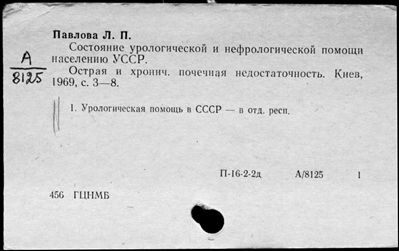 Павлова Л. П.
Состояние урологической и нефрологической помощи
населению УССР.
А
8125
Острая и хронич. почечная недостаточность. Киев,
1969, с. 3—8.
1. Урологическая помощь в СССР — в отд. респ.
П-16-2-2д А/8125 1
456 ГЦНМБ